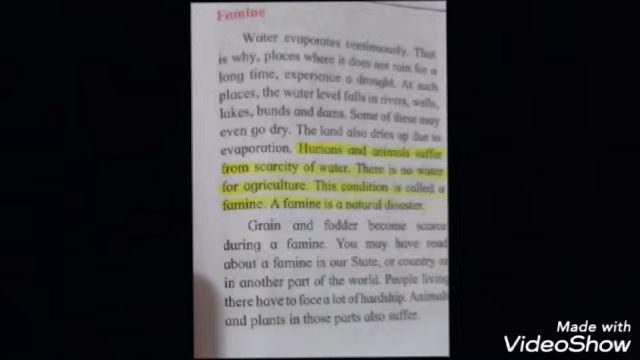 Famine
Water evaporates continuously. That
is why, places where it does not rain for a
long time, experience a drought. At such
places, the water level falls in rivers, wells,
lakes, bunds and dams. Some of these may
even go dry. The land also dries up due to
evaporation. Humans and animals suffer
from scarcity of water. There is no water
for agriculture. This condition is called a
famine. A famine is a natural disaster.
Grain and fodder become scarce
during a famine. You may have read
about a famine in our State, or country or
in another part of the world. People living
there have to face a lot of hardship. Animals
and plants in those parts also suffer.
Made with
VideoShow